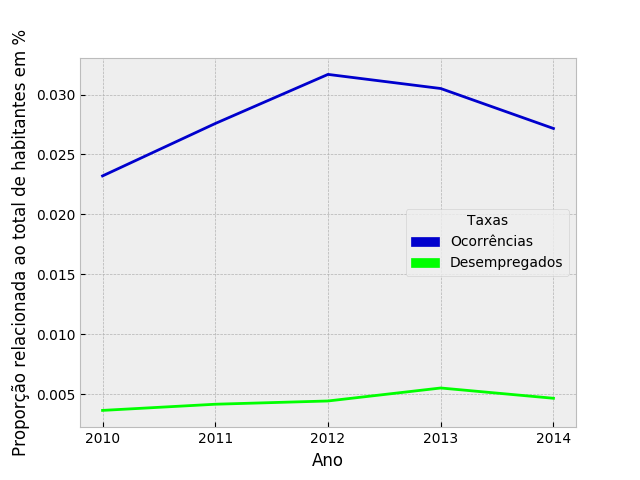 Proporção relacionada ao total de habitantes em %
0.030
0.025
0.020
0.015
0.010
0.005
Taxas
Ocorrências
Desempregados
2010 2011 2012 2013 2014
Ano